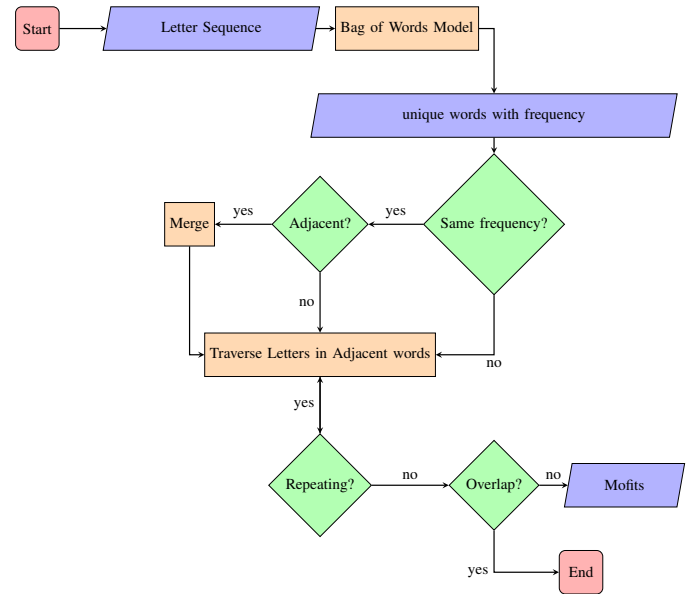 Start
Letter Sequence
Bag of Words Model
unique words with frequency
Merge
yes
Adjacent?
yes
Same frequency?
no
Traverse Letters in Adjacent words
no
yes
Repeating?
no
Overlap?
no
Mofits
yes
End